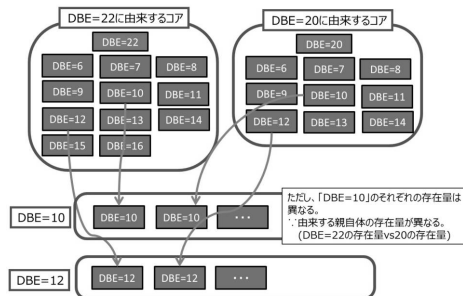 DBE=22に由来するコア
DBE=20に由来するコア
DBE=22
DBE=6 DBE=7 DBE=8
DBE=9 DBE=10 DBE=11
DBE=12 DBE=13 DBE=14
DBE=15 DBE=16
DBE=20
DBE=6 DBE=7 DBE=8
DBE=9 DBE=10 DBE=11
DBE=12 DBE=13 DBE=14
DBE=10
DBE=10 DBE=10 ･･･
ただし、「DBE=10」のそれぞれの存在量は
異なる。
∵由来する親自体の存在量が異なる。
(DBE=22の存在量vs20の存在量)
DBE=12
DBE=12 DBE=12 ･･･